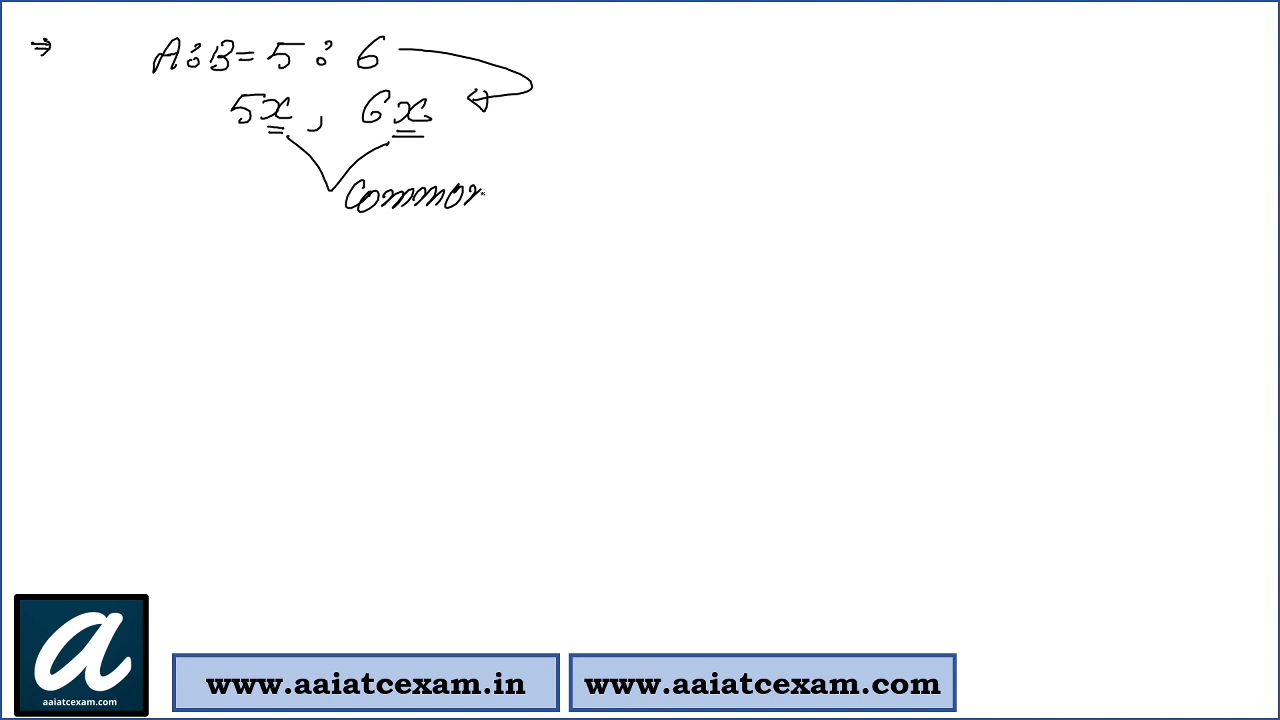 ⇒ A:B = 5 : 6
5x, 6x
Common
a
aaiatcexam.com
www.aaiatcexam.in
www.aaiatcexam.com